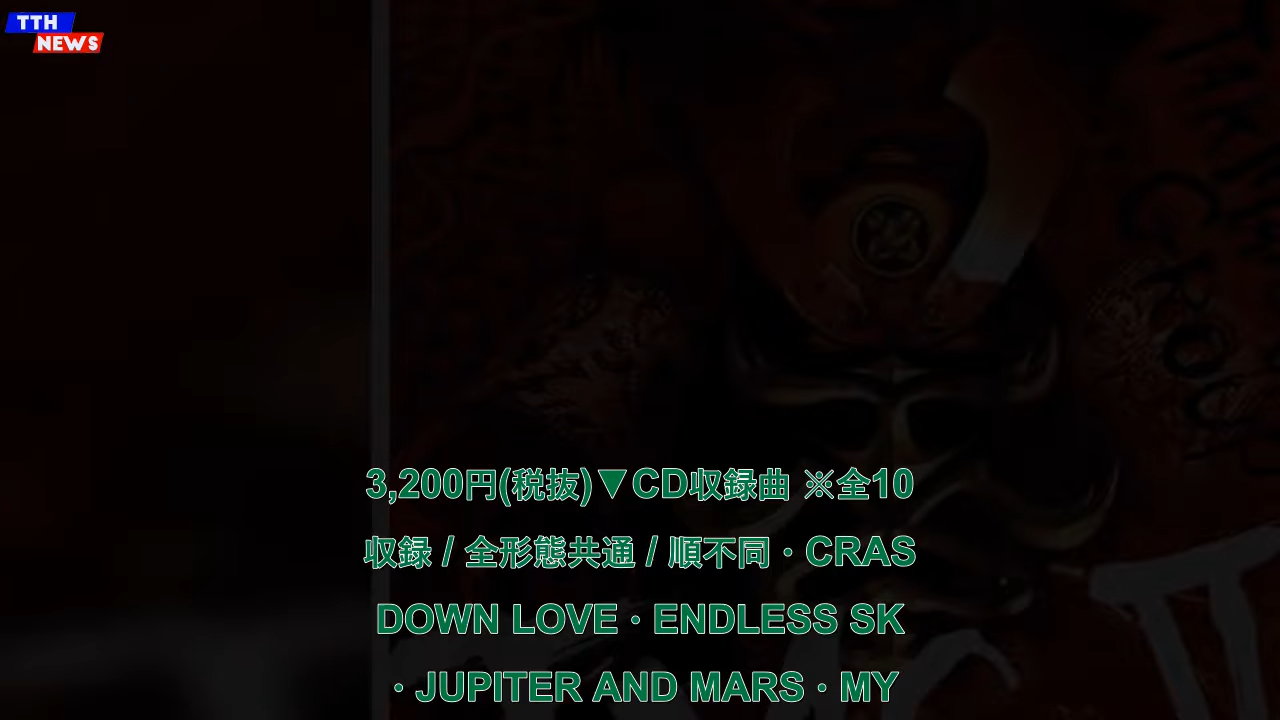 TTH
NEWS
3,200円(税抜)▼CD収録曲 ※全10
収録 / 全形態共通 / 順不同・CRAS
DOWN LOVE・ENDLESS SK
・JUPITER AND MARS・MY